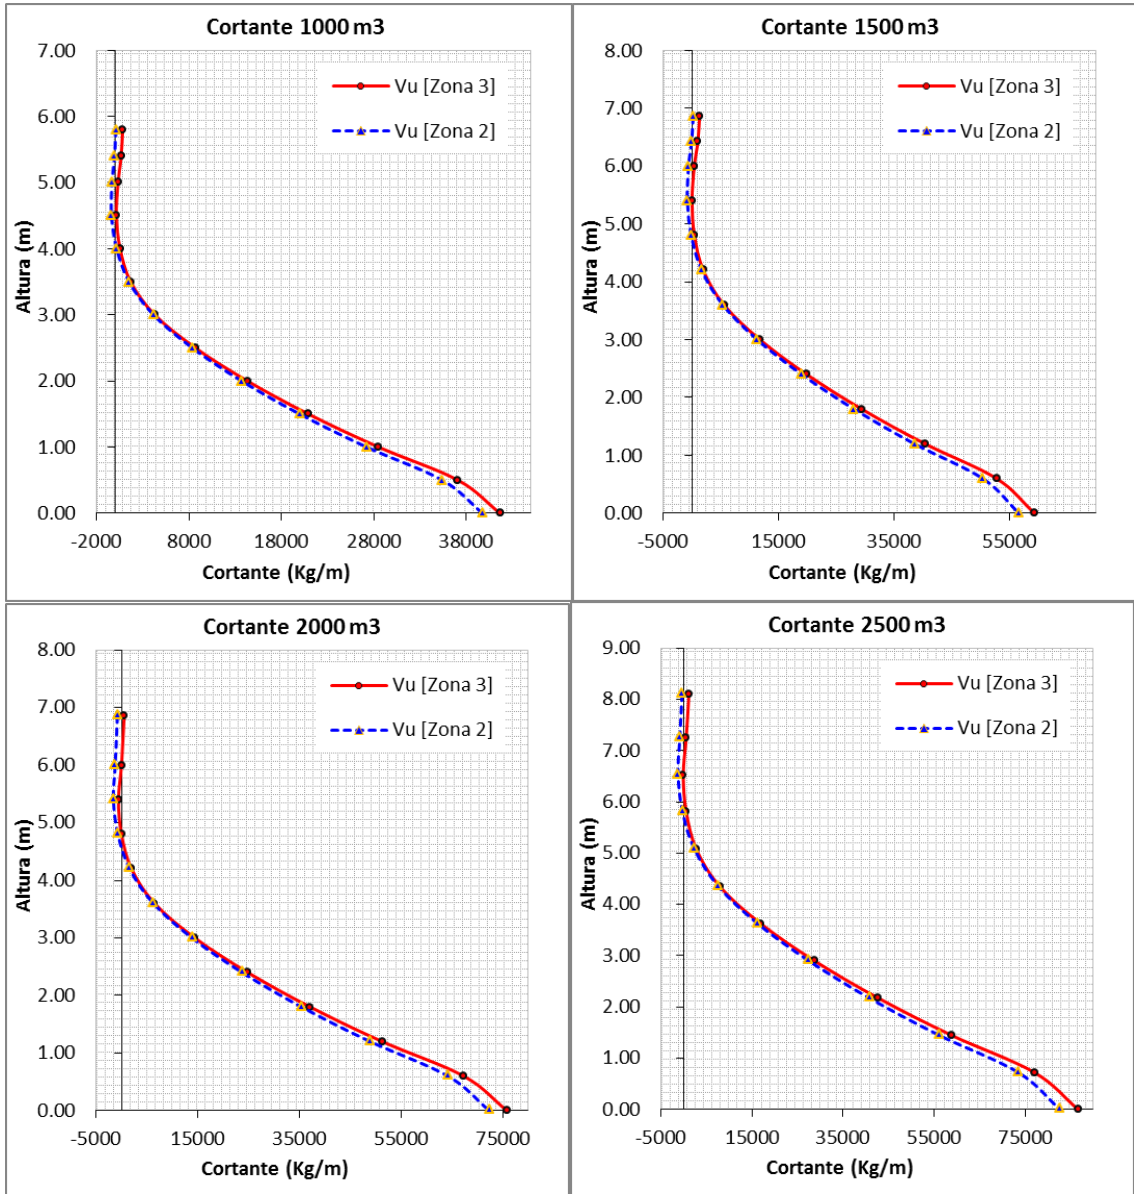 Cortante 1000 m3
7.00
6.00
5.00
4.00
3.00
2.00
1.00
0.00
Altura (m)
Vu [Zona 3]
Vu [Zona 2]
-2000 8000 18000 28000 38000
Cortante (Kg/m)
Cortante 1500 m3
8.00
7.00
6.00
5.00
4.00
3.00
2.00
1.00
0.00
Altura (m)
Vu [Zona 3]
Vu [Zona 2]
-5000 15000 35000 55000
Cortante (Kg/m)
Cortante 2000 m3
8.00
7.00
6.00
5.00
4.00
3.00
2.00
1.00
0.00
Altura (m)
Vu [Zona 3]
Vu [Zona 2]
-5000 15000 35000 55000 75000
Cortante (Kg/m)
Cortante 2500 m3
9.00
8.00
7.00
6.00
5.00
4.00
3.00
2.00
1.00
0.00
Altura (m)
Vu [Zona 3]
Vu [Zona 2]
-5000 15000 35000 55000 75000
Cortante (Kg/m)